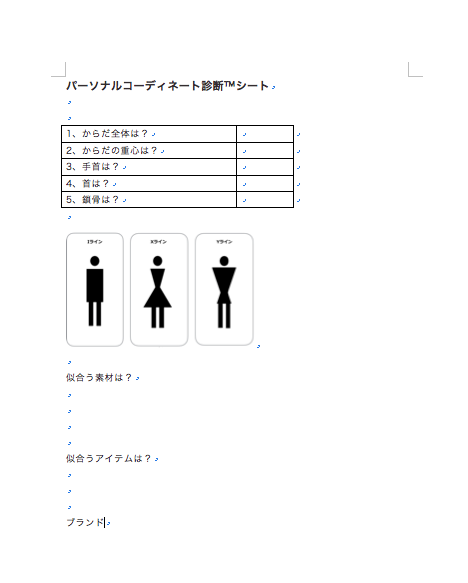 パーソナルコーディネート診断™シート
1、からだ全体は？
2、からだの重心は？
3、手首は？
4、首は？
5、鎖骨は？
Iライン Xライン Yライン
似合う素材は？
似合うアイテムは？
ブランド